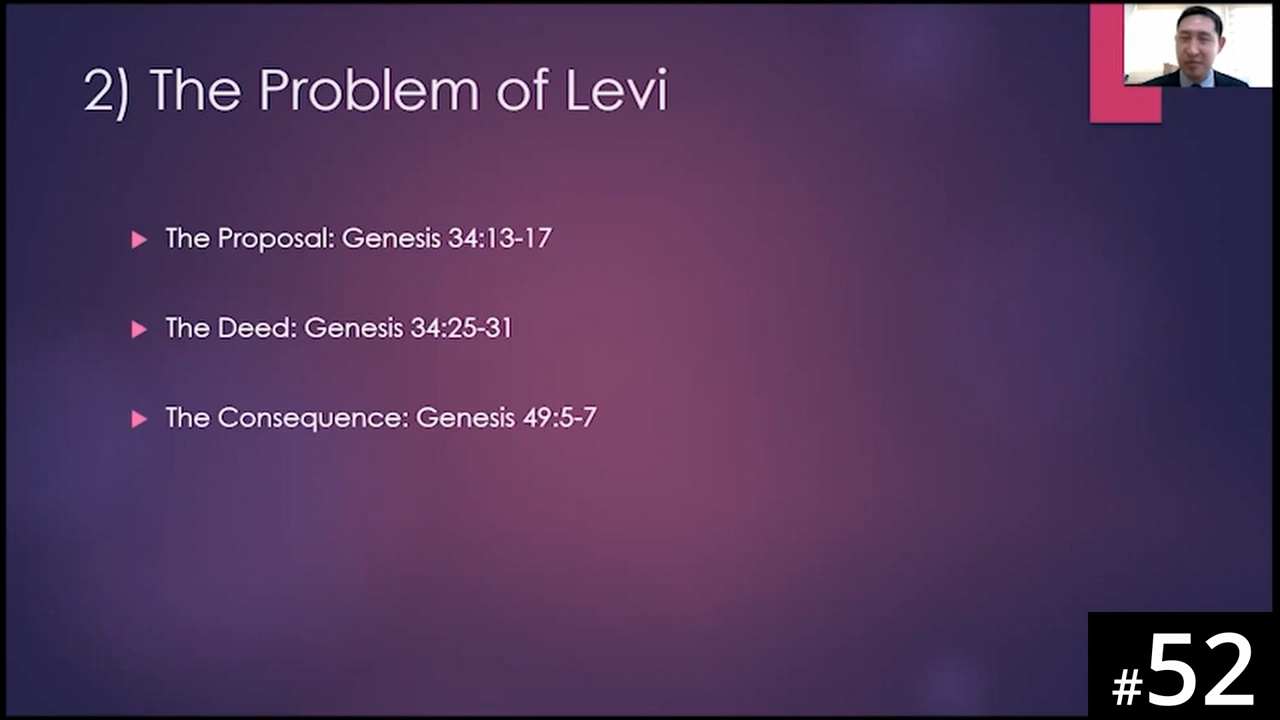 2) The Problem of Levi
The Proposal: Genesis 34:13-17
The Deed: Genesis 34:25-31
The Consequence: Genesis 49:5-7
#52